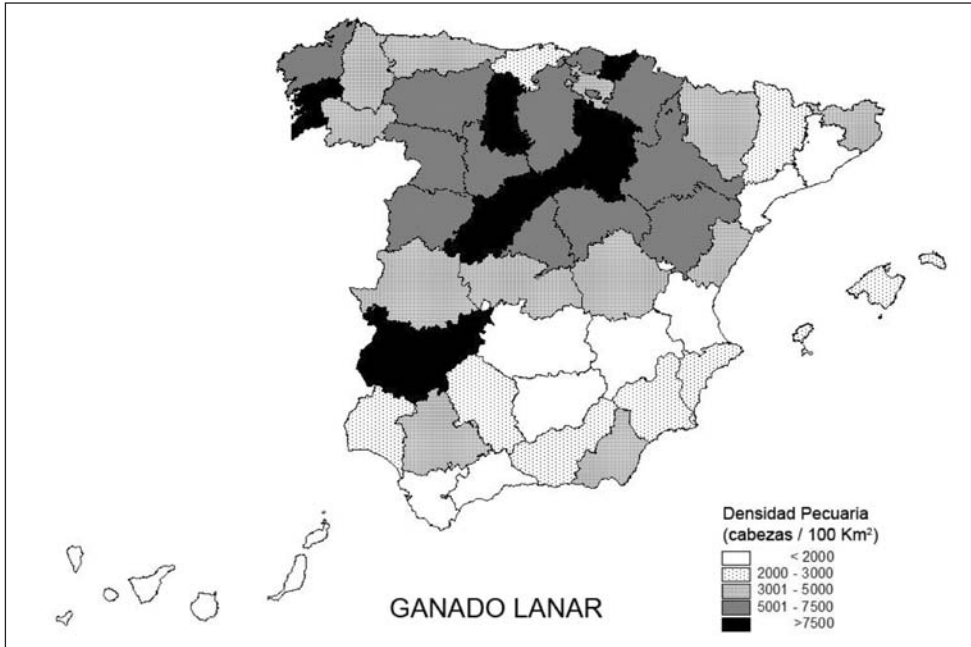 Densidad Pecuaria
(cabezas / 100 Km²)
< 2000
2000 - 3000
3001 - 5000
5001 - 7500
>7500
GANADO LANAR